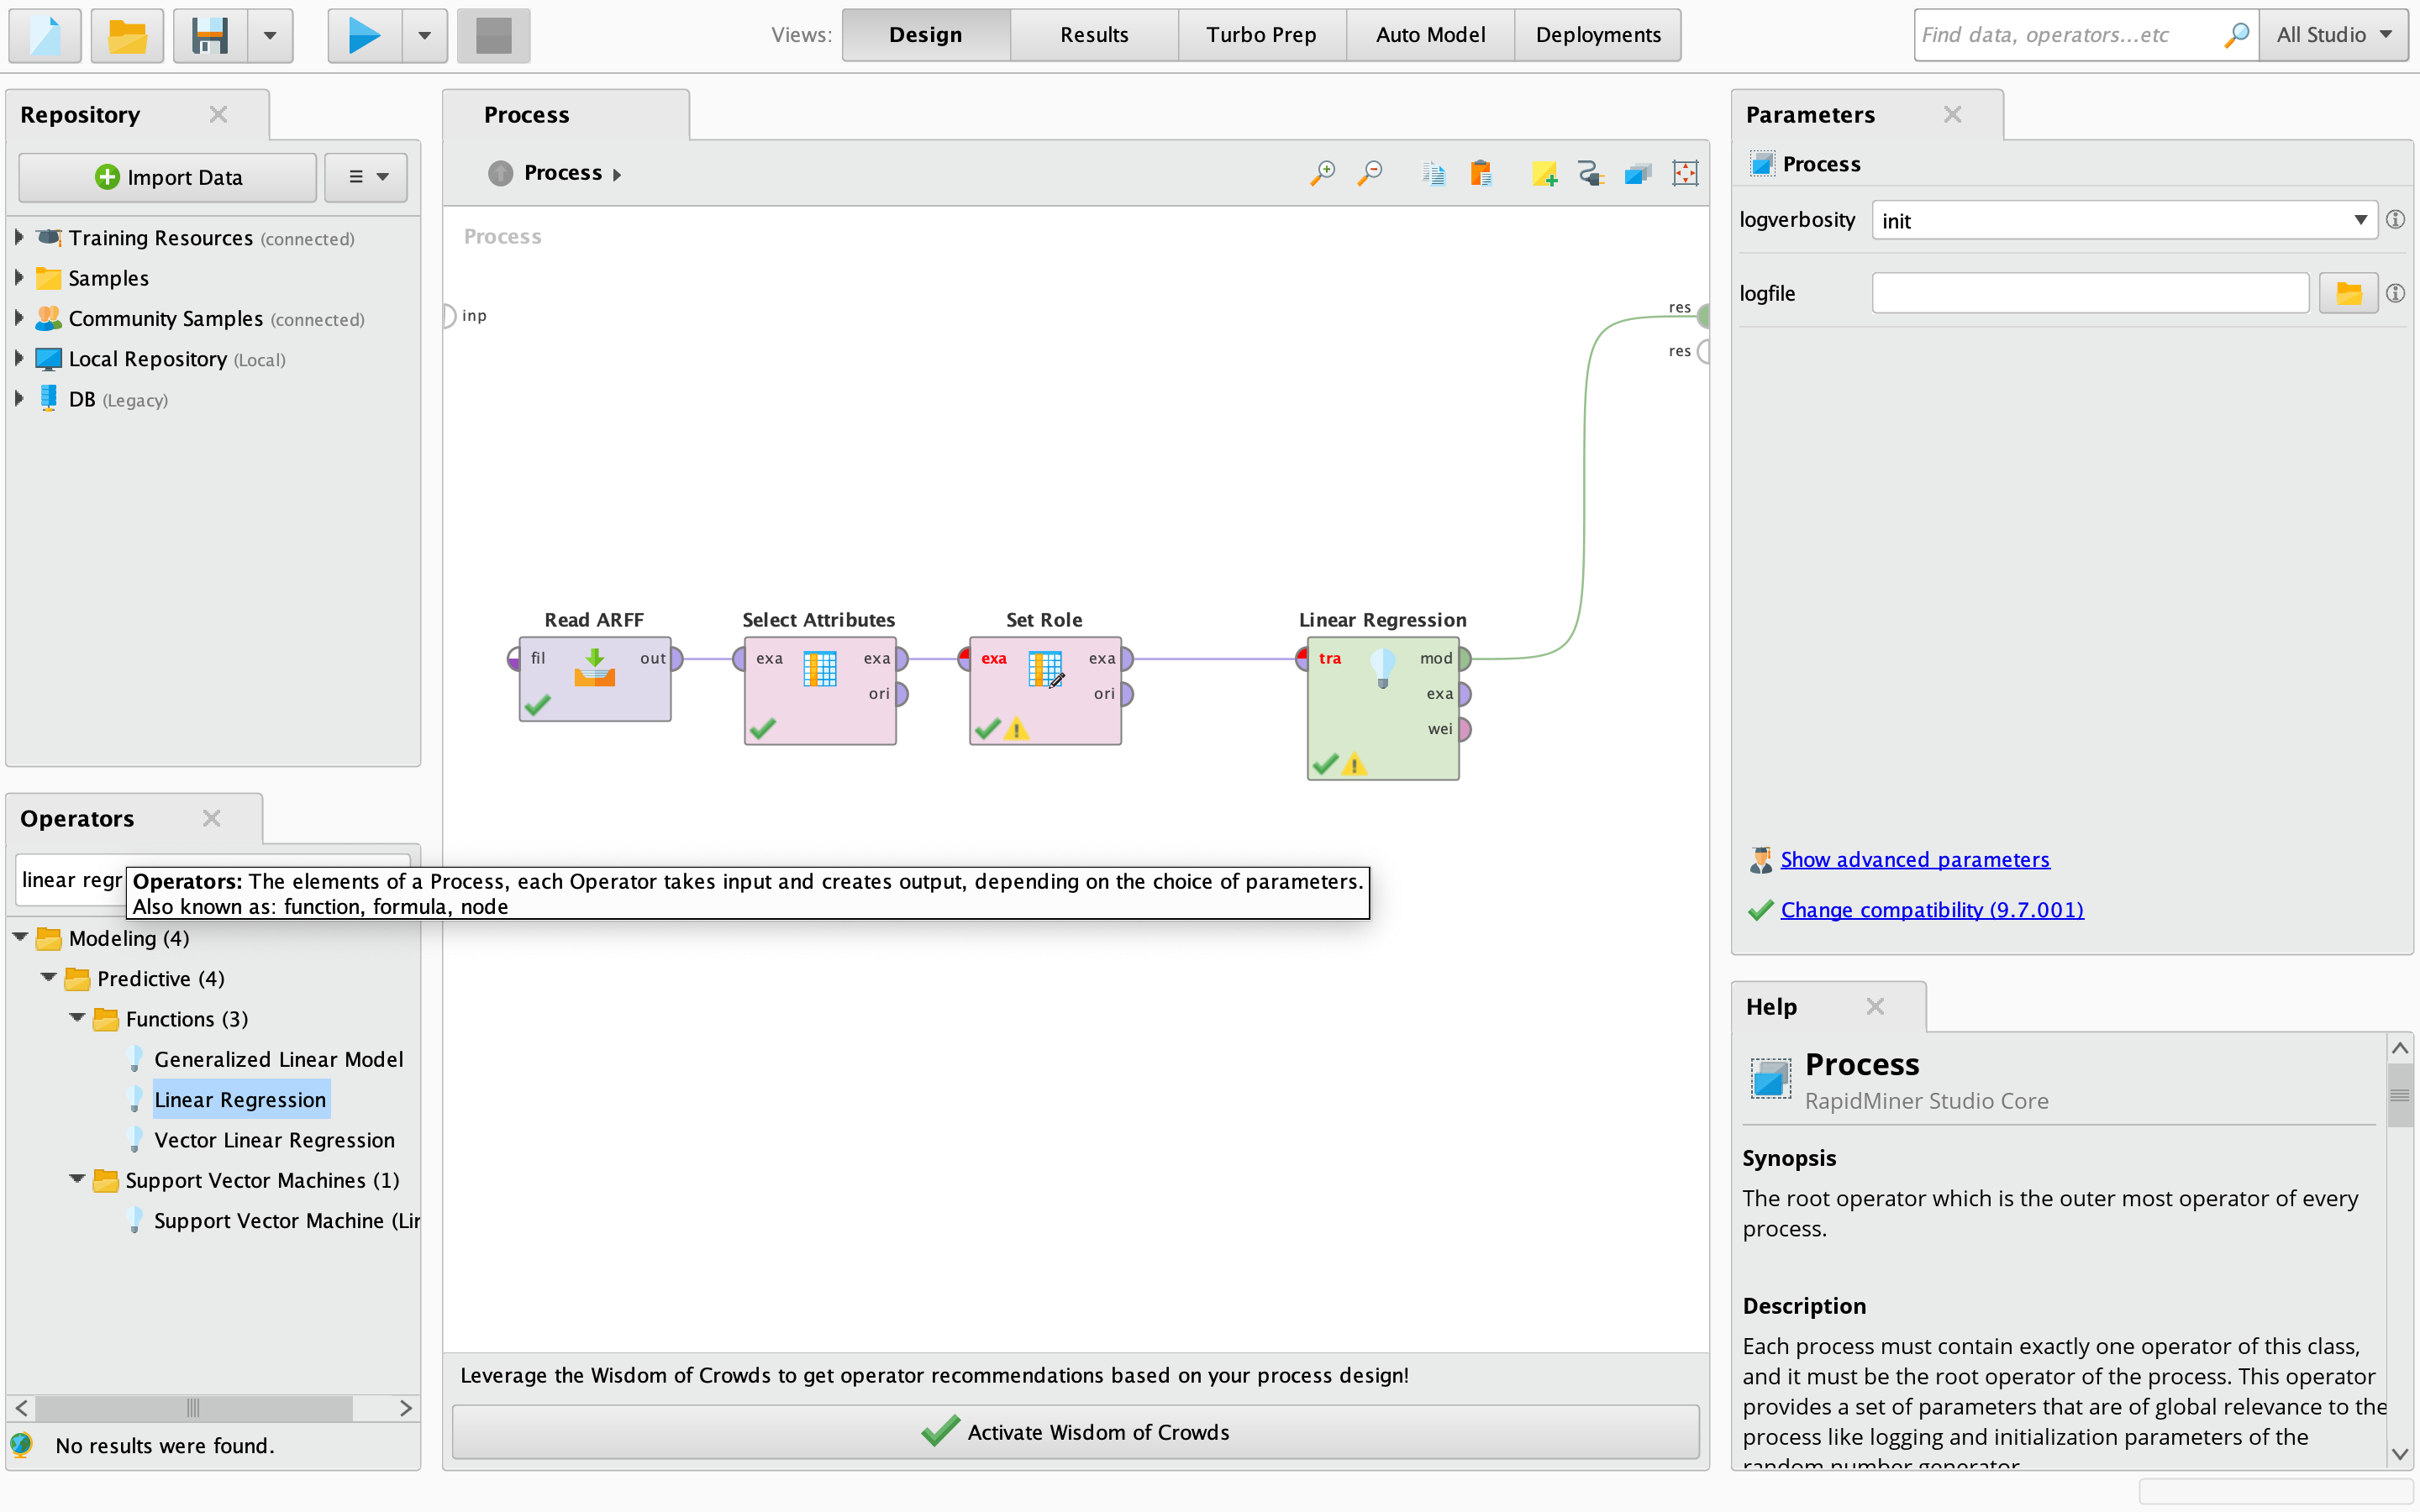 Views:
Design
Results
Turbo Prep
Auto Model
Deployments
Find data, operators...etc
All Studio
Repository
Import Data
Training Resources (connected)
Samples
Community Samples (connected)
Local Repository (Local)
DB (Legacy)
Operators
linear regr
Operators: The elements of a Process, each Operator takes input and creates output, depending on the choice of parameters.
Also known as: function, formula, node
Modeling (4)
Predictive (4)
Functions (3)
Generalized Linear Model
Linear Regression
Vector Linear Regression
Support Vector Machines (1)
Support Vector Machine (Lir
No results were found.
Process
Process
Process
inp
res
res
Read ARFF
fil
out
Select Attributes
exa
exa
ori
Set Role
exa
exa
ori
Linear Regression
tra
mod
exa
wei
Leverage the Wisdom of Crowds to get operator recommendations based on your process design!
Activate Wisdom of Crowds
Parameters
Process
logverbosity
init
logfile
Show advanced parameters
Change compatibility (9.7.001)
Help
Process
RapidMiner Studio Core
Synopsis
The root operator which is the outer most operator of every
process.
Description
Each process must contain exactly one operator of this class,
and it must be the root operator of the process. This operator
provides a set of parameters that are of global relevance to the
process like logging and initialization parameters of the
random number generator